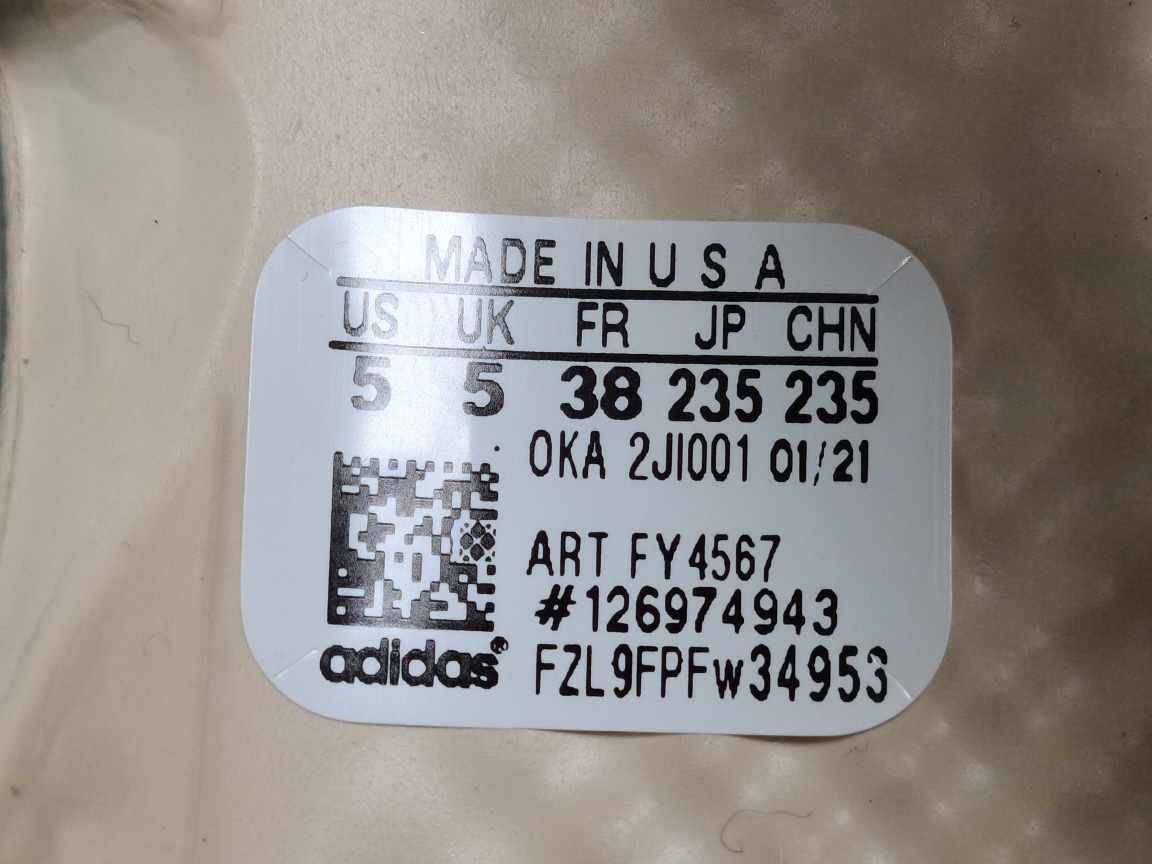 MADE IN U S A
US UK FR JP CHN
5 5 38 235 235
OKA 2JI001 01/21
ART FY4567
#126974943
adidas®
FZL9FPFw34953